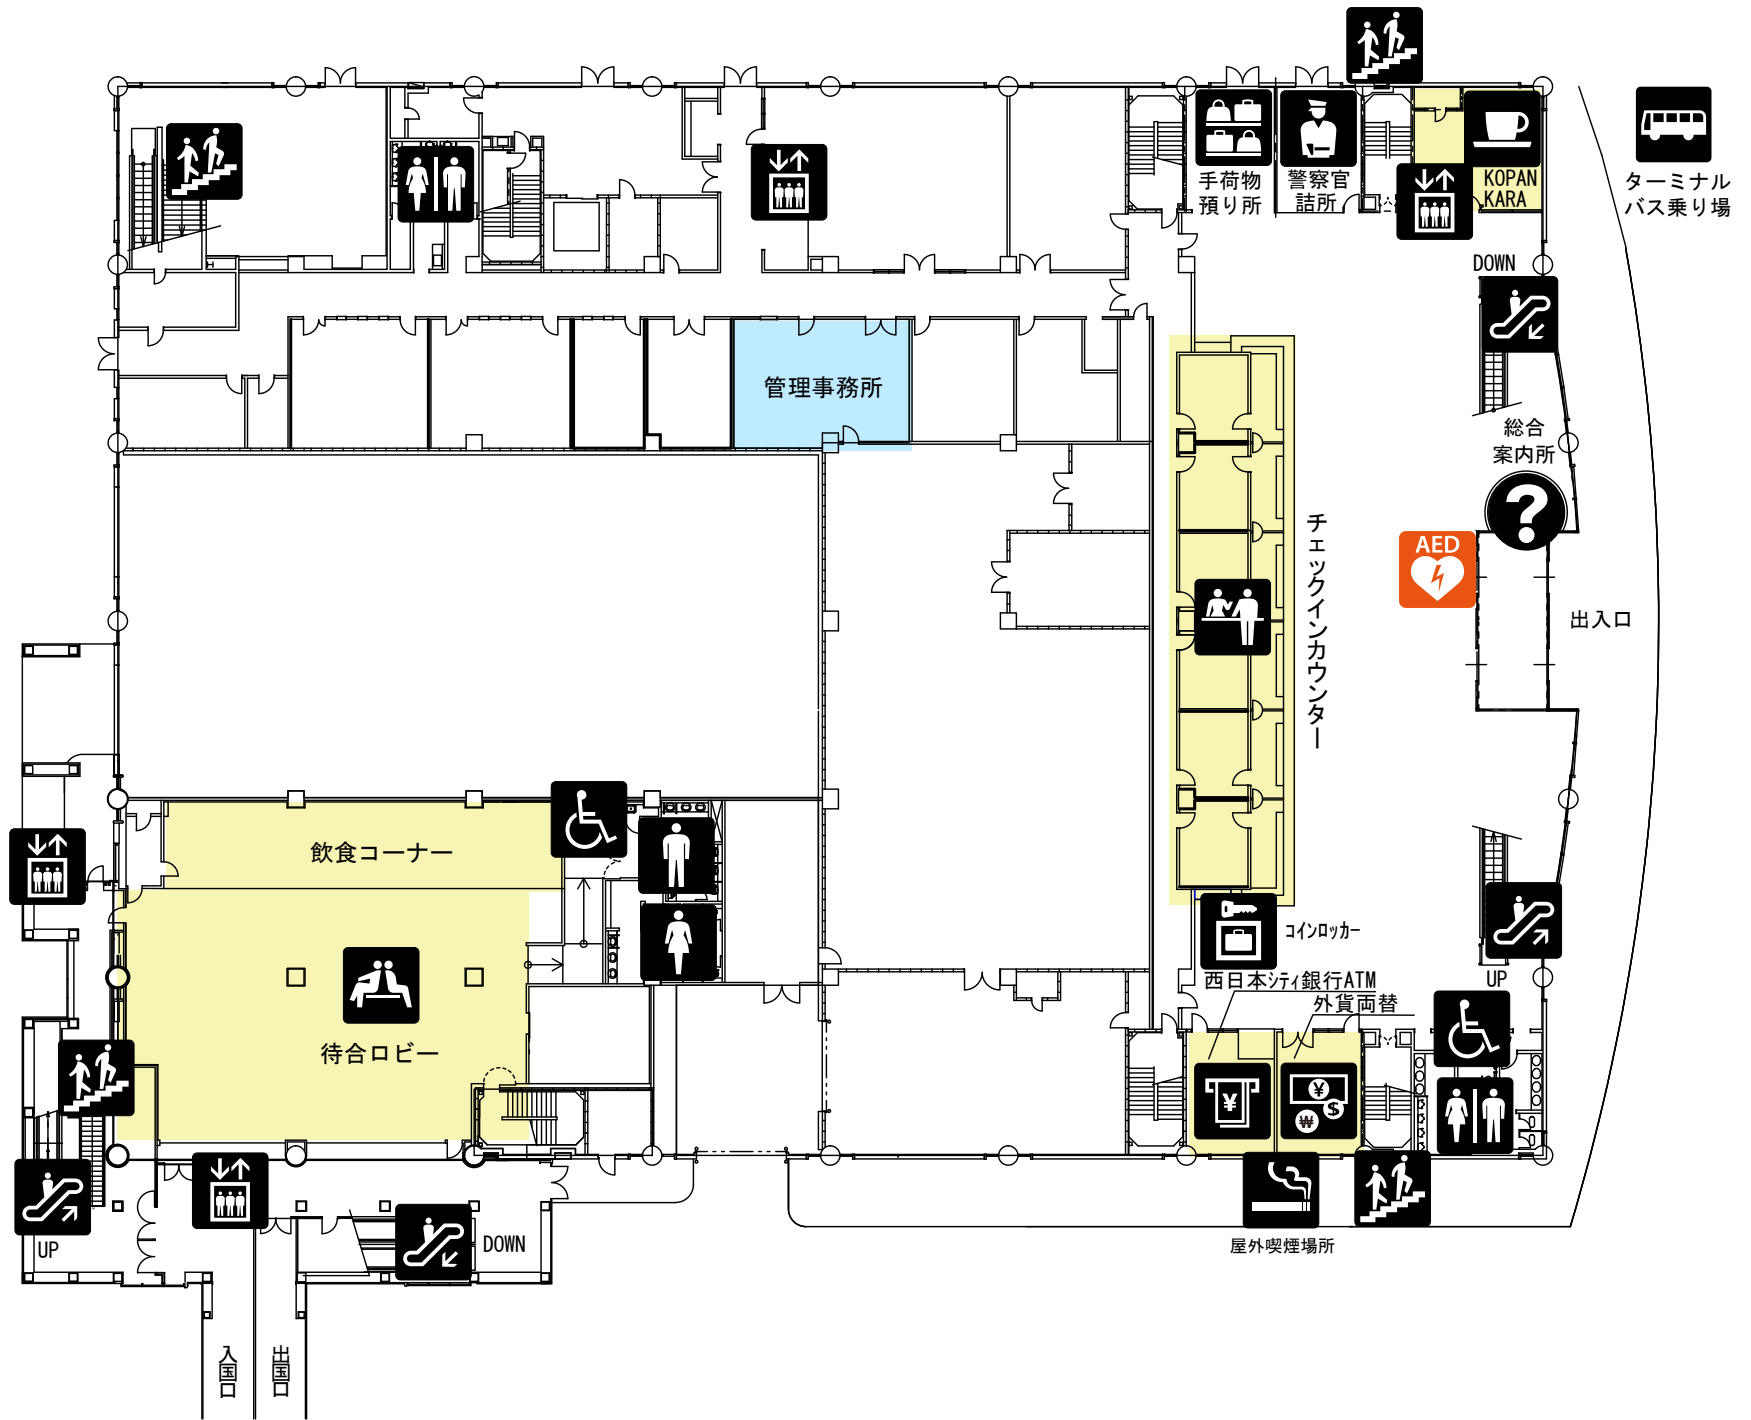 ターミナル
バス乗り場
手荷物
預り所
警察官
詰所
KOPAN
KARA
DOWN
管理事務所
総合
案内所
?
AED
チェックインカウンター
出入口
飲食コーナー
コインロッカー
西日本シティ銀行ATM
外貨両替
UP
待合ロビー
¥
¥
$
₩
屋外喫煙場所
UP
DOWN
入国口
出国口